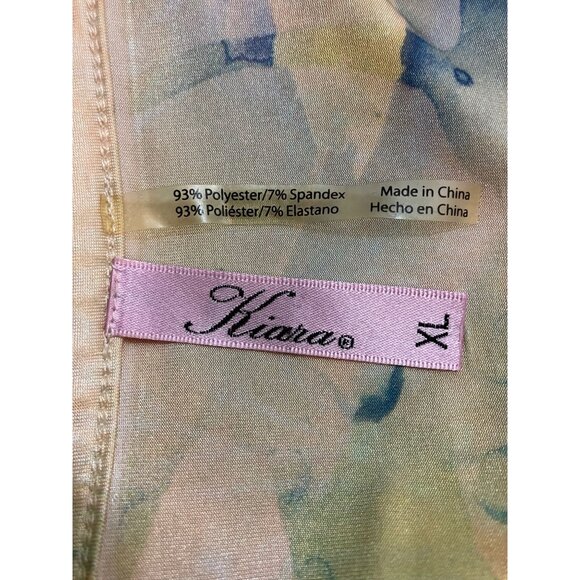 93% Polyester/7% Spandex Made in China
93% Poliéster/7% Elastano Hecho en China
Kiara®
XL